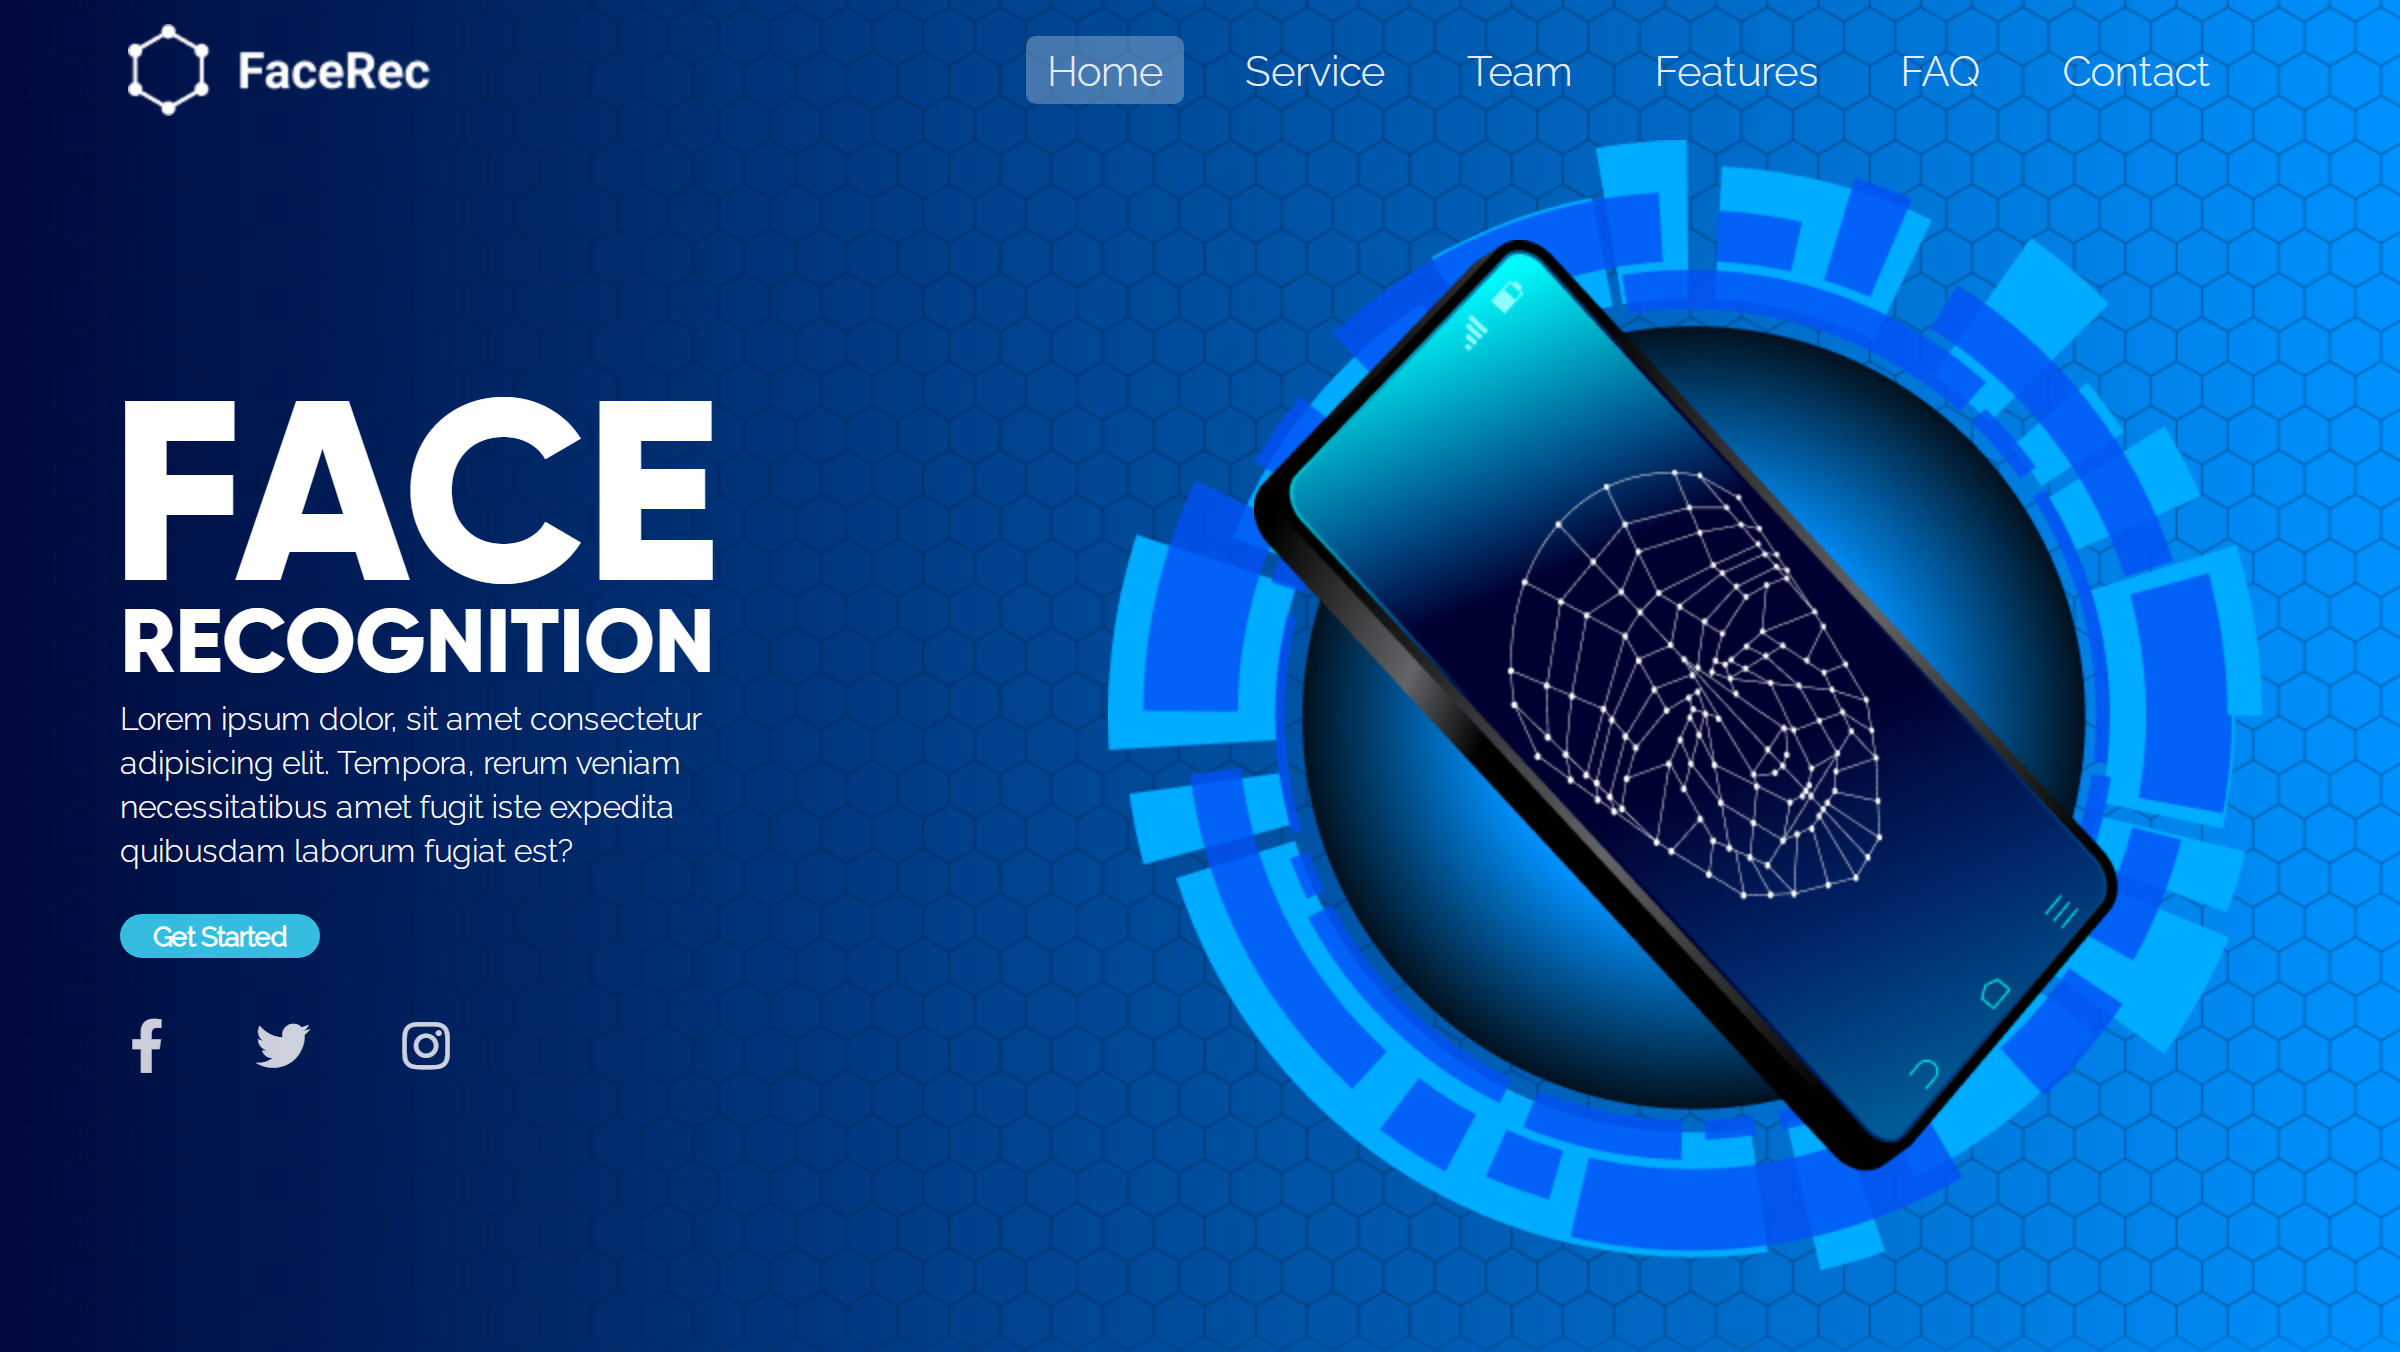 FaceRec
Home Service Team Features FAQ Contact
FACE
RECOGNITION
Lorem ipsum dolor, sit amet consectetur
adipisicing elit. Tempora, rerum veniam
necessitatibus amet fugit iste expedita
quibusdam laborum fugiat est?
Get Started